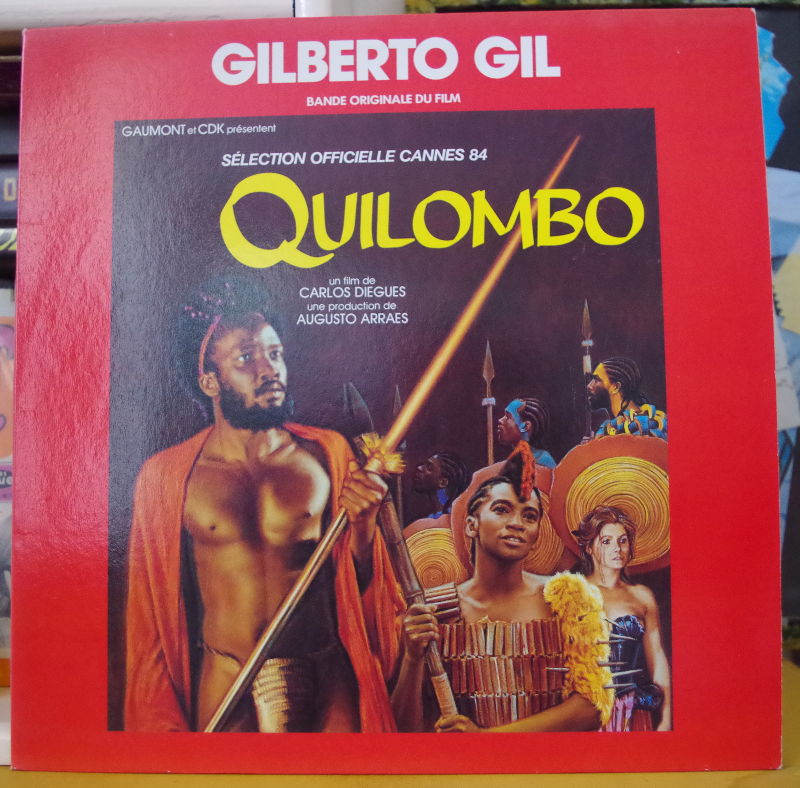 GILBERTO GIL
BANDE ORIGINALE DU FILM
GAUMONT et CDK présentent
SÉLECTION OFFICIELLE CANNES 84
QUILOMBO
un film de
CARLOS DIEGUES
une production de
AUGUSTO ARRAES